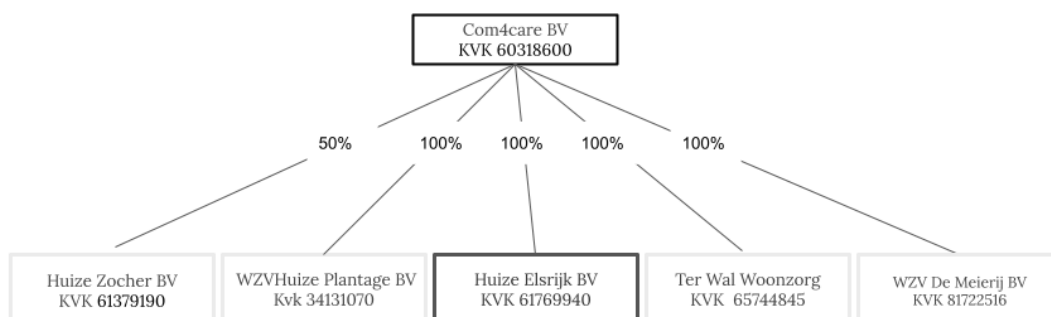 Com4care BV
KVK 60318600
50%
100%
100%
100%
100%
Huize Zocher BV
KVK 61379190
WZVHuize Plantage BV
Kvk 34131070
Huize Elsrijk BV
KVK 61769940
Ter Wal Woonzorg
KVK 65744845
WZV De Meierij BV
KVK 81722516